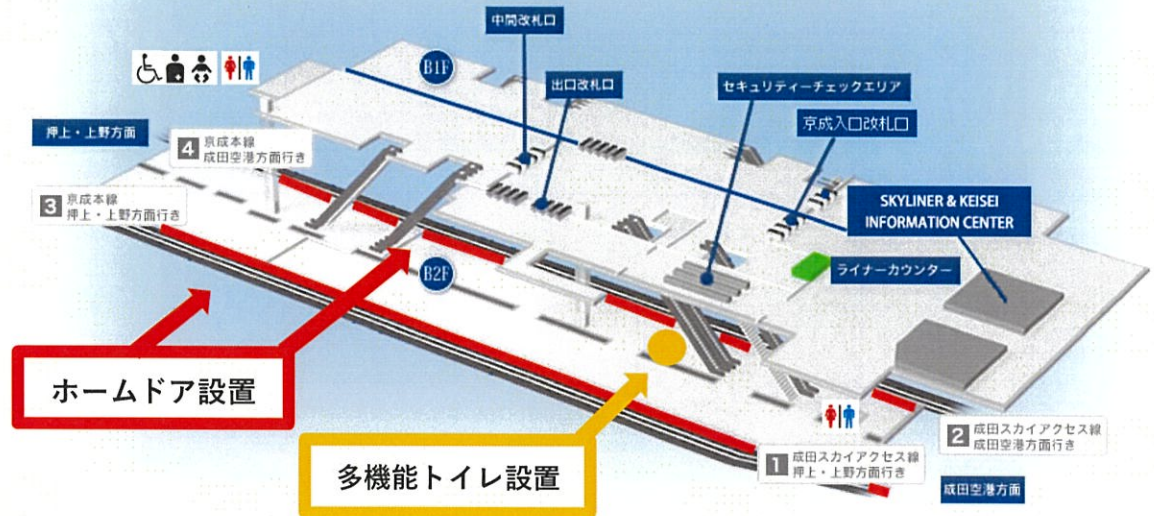 中間改札口
B1F
出口改札口
セキュリティーチェックエリア
京成入口改札口
押上・上野方面
4 京成本線
成田空港方面行き
3 京成本線
押上・上野方面行き
SKYLINER & KEISEI
INFORMATION CENTER
B2F
ライナーカウンター
ホームドア設置
多機能トイレ設置
2 成田スカイアクセス線
成田空港方面行き
1 成田スカイアクセス線
押上・上野方面行き
成田空港方面